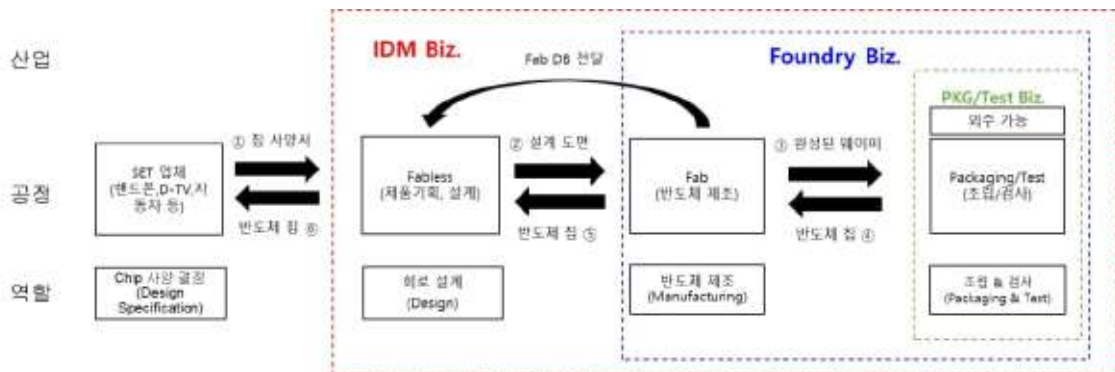 산업
IDM Biz.
Fab DB 전달
Foundry Biz.
PKG/Test Biz.
외주 가능
① 칩 사양서
② 설계 도면
③ 완성된 웨이퍼
공정
SET 업체
(핸드폰,D-TV,자
동차 등)
Fabless
(제품기획, 설계)
Fab
(반도체 제조)
Packaging/Test
(조립/검사)
반도체 칩 ⑥
반도체 칩 ⑤
반도체 칩 ④
역할
Chip 사양 결정
(Design
Specification)
회로 설계
(Design)
반도체 제조
(Manufacturing)
조립 & 검사
(Packaging & Test)